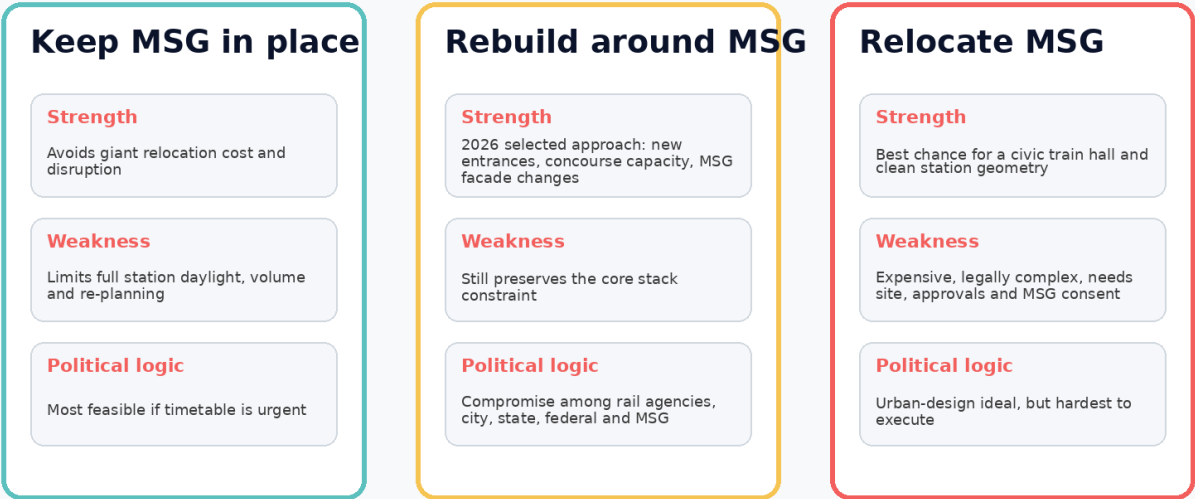 Keep MSG in place
Strength
Avoids giant relocation cost and
disruption
Weakness
Limits full station daylight, volume
and re-planning
Political logic
Most feasible if timetable is urgent
Rebuild around MSG
Strength
2026 selected approach: new
entrances, concourse capacity, MSG
facade changes
Weakness
Still preserves the core stack
constraint
Political logic
Compromise among rail agencies,
city, state, federal and MSG
Relocate MSG
Strength
Best chance for a civic train hall and
clean station geometry
Weakness
Expensive, legally complex, needs
site, approvals and MSG consent
Political logic
Urban-design ideal, but hardest to
execute